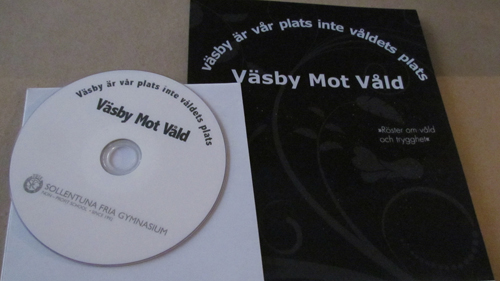 väsby är vår plats inte våldets plats
Väsby Mot Våld
»Röster om våld
och trygghet«
Väsby är vår plats inte våldets plats
Väsby Mot Våld
SOLLENTUNA FRIA GYMNASIUM